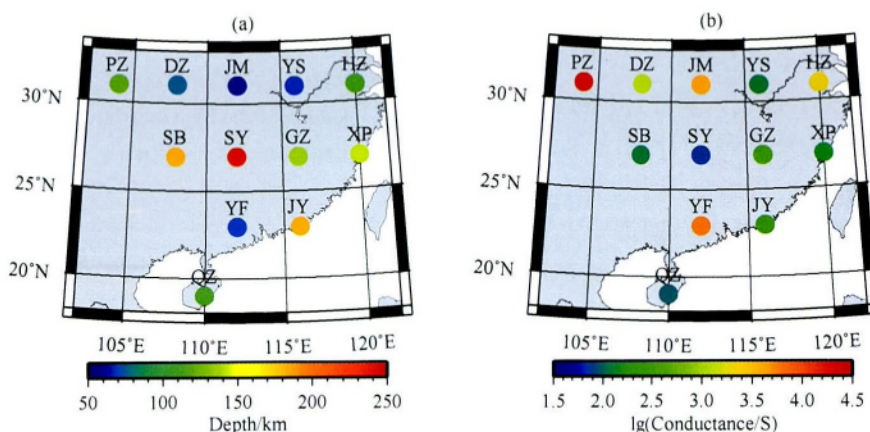 (a)
PZ DZ JM YS HZ
30°N
SB SY GZ XP
25°N
YF JY
20°N
QZ
105°E 110°E 115°E 120°E
50 100 150 200 250
Depth/km
(b)
PZ DZ JM YS HZ
30°N
SB SY GZ XP
25°N
YF JY
20°N
QZ
105°E 110°E 115°E 120°E
1.5 2.0 2.5 3.0 3.5 4.0 4.5
lg(Conductance/S)